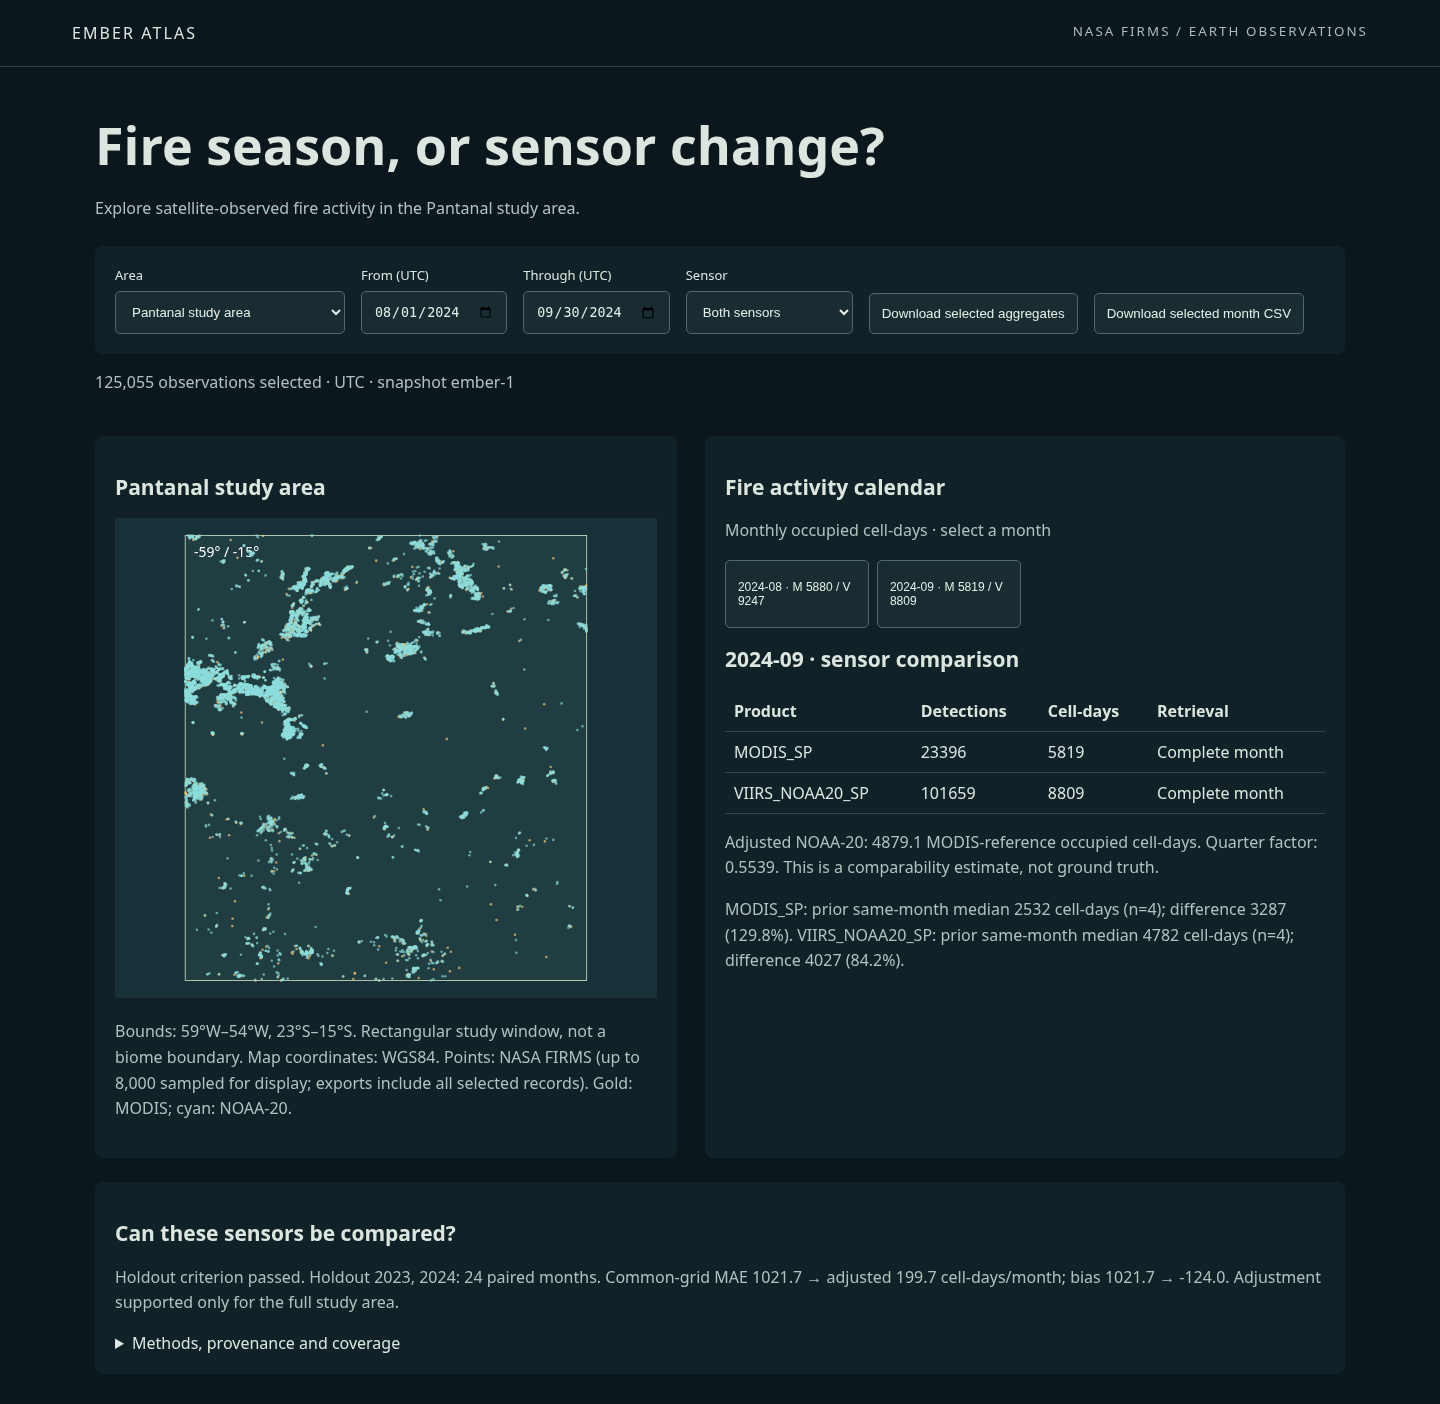 EMBER ATLAS
NASA FIRMS / EARTH OBSERVATIONS
Fire season, or sensor change?
Explore satellite-observed fire activity in the Pantanal study area.
Area
From (UTC)
Through (UTC)
Sensor
Pantanal study area
08/01/2024
09/30/2024
Both sensors
Download selected aggregates
Download selected month CSV
125,055 observations selected · UTC · snapshot ember-1
Pantanal study area
-59° / -15°
Bounds: 59°W–54°W, 23°S–15°S. Rectangular study window, not a
biome boundary. Map coordinates: WGS84. Points: NASA FIRMS (up to
8,000 sampled for display; exports include all selected records). Gold:
MODIS; cyan: NOAA-20.
Fire activity calendar
Monthly occupied cell-days · select a month
2024-08 · M 5880 / V
9247
2024-09 · M 5819 / V
8809
2024-09 · sensor comparison
Product Detections Cell-days Retrieval
MODIS_SP 23396 5819 Complete month
VIIRS_NOAA20_SP 101659 8809 Complete month
Adjusted NOAA-20: 4879.1 MODIS-reference occupied cell-days. Quarter factor:
0.5539. This is a comparability estimate, not ground truth.
MODIS_SP: prior same-month median 2532 cell-days (n=4); difference 3287
(129.8%). VIIRS_NOAA20_SP: prior same-month median 4782 cell-days (n=4);
difference 4027 (84.2%).
Can these sensors be compared?
Holdout criterion passed. Holdout 2023, 2024: 24 paired months. Common-grid MAE 1021.7 → adjusted 199.7 cell-days/month; bias 1021.7 → -124.0. Adjustment
supported only for the full study area.
Methods, provenance and coverage